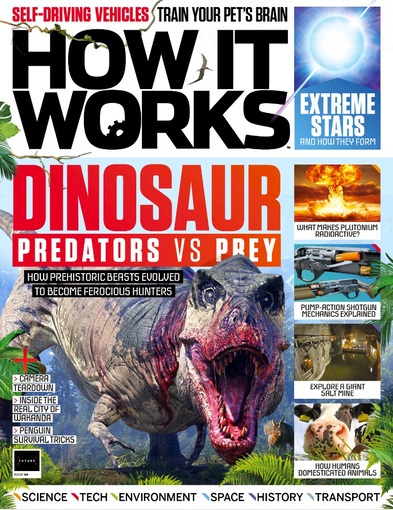 SELF-DRIVING VEHICLES TRAIN YOUR PET'S BRAIN
HOW IT
WORKS
EXTREME
STARS
AND HOW THEY FORM
DINOSAUR
PREDATORS VS PREY
HOW PREHISTORIC BEASTS EVOLVED
TO BECOME FEROCIOUS HUNTERS
WHAT MAKES PLUTONIUM
RADIOACTIVE?
PUMP-ACTION SHOTGUN
MECHANICS EXPLAINED
EXPLORE A GIANT
SALT MINE
HOW HUMANS
DOMESTICATED ANIMALS
+
> CAMERA
TEARDOWN
> INSIDE THE
REAL CITY OF
WAKANDA
> PENGUIN
SURVIVAL TRICKS
FUTURE
ISSUE
SCIENCE TECH ENVIRONMENT SPACE HISTORY TRANSPORT